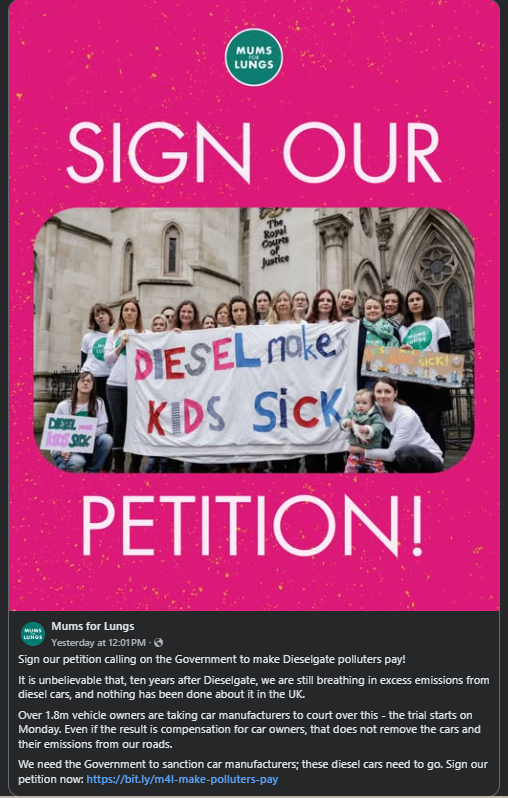 MUMS
FOR
LUNGS
SIGN OUR
The
Royal
Courts
of
Justice
MUMS
DIESEL makes
KIDS SiCK
SICK!
DIESEL MAKE
KIDS SICK
PETITION!
MUMS
FOR
LUNGS
Mums for Lungs
Yesterday at 12:01PM ·
Sign our petition calling on the Government to make Dieselgate polluters pay!
It is unbelievable that, ten years after Dieselgate, we are still breathing in excess emissions from
diesel cars, and nothing has been done about it in the UK.
Over 1.8m vehicle owners are taking car manufacturers to court over this - the trial starts on
Monday. Even if the result is compensation for car owners, that does not remove the cars and
their emissions from our roads.
We need the Government to sanction car manufacturers; these diesel cars need to go. Sign our
petition now: https://bit.ly/m4l-make-polluters-pay